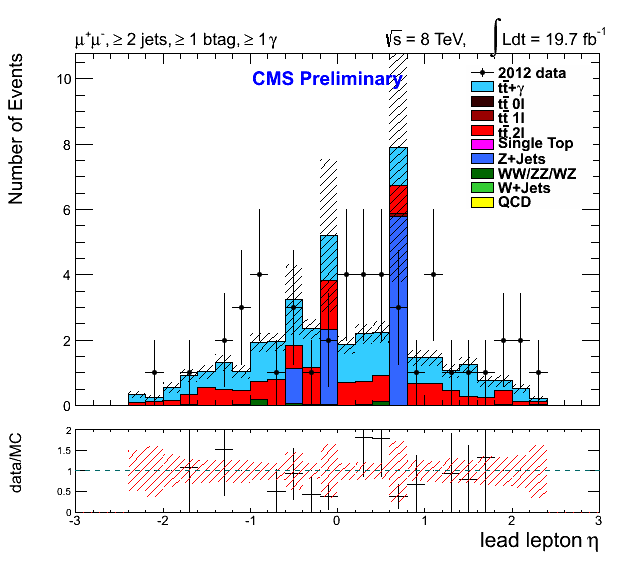 μ⁺μ⁻, ≥ 2 jets, ≥ 1 btag, ≥ 1 γ
√s = 8 TeV, ∫ Ldt = 19.7 fb⁻¹
CMS Preliminary
Number of Events
10
8
6
4
2
0
2012 data
tt̄+γ
tt̄ 0l
tt̄ 1l
tt̄ 2l
Single Top
Z+Jets
WW/ZZ/WZ
W+Jets
QCD
data/MC
2
1.5
1
0.5
0
-3 -2 -1 0 1 2 3
lead lepton η